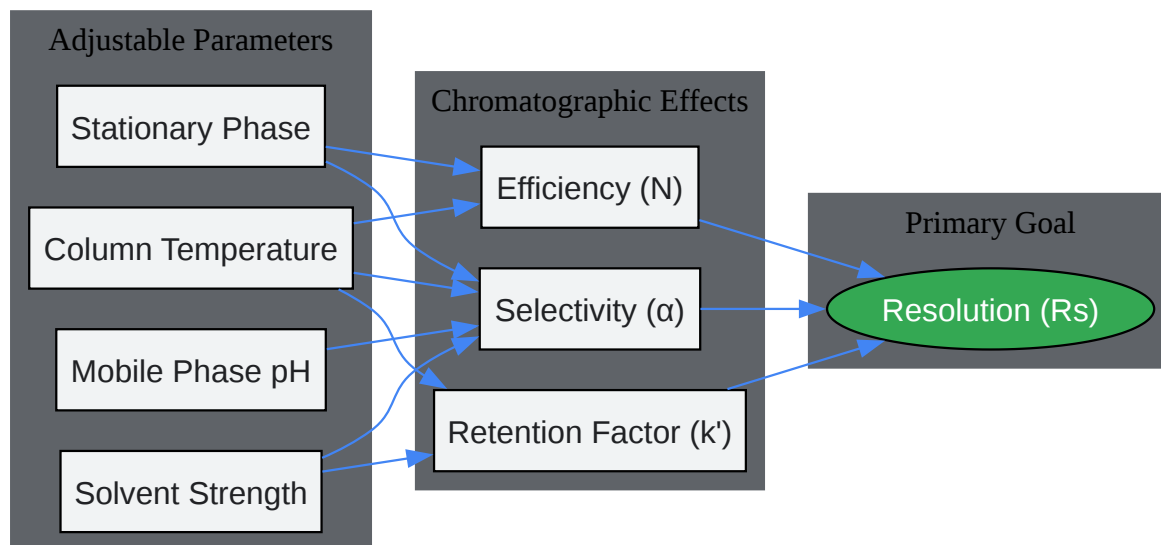 Adjustable Parameters
Stationary Phase
Column Temperature
Mobile Phase pH
Solvent Strength
Chromatographic Effects
Efficiency (N)
Selectivity (α)
Retention Factor (k')
Primary Goal
Resolution (Rs)